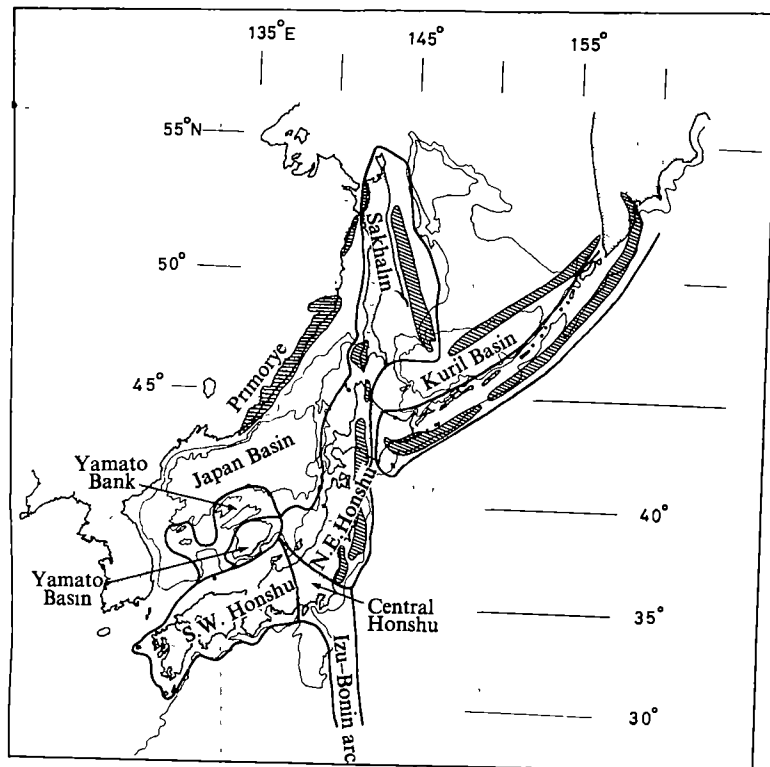 135°E
145°
155°
55°N
50°
45°
40°
35°
30°
Sakhalin
Primorye
Kuril Basin
Japan Basin
Yamato
Bank
N.E. Honshu
Yamato
Basin
S.W. Honshu
Central
Honshu
Izu-Bonin arc